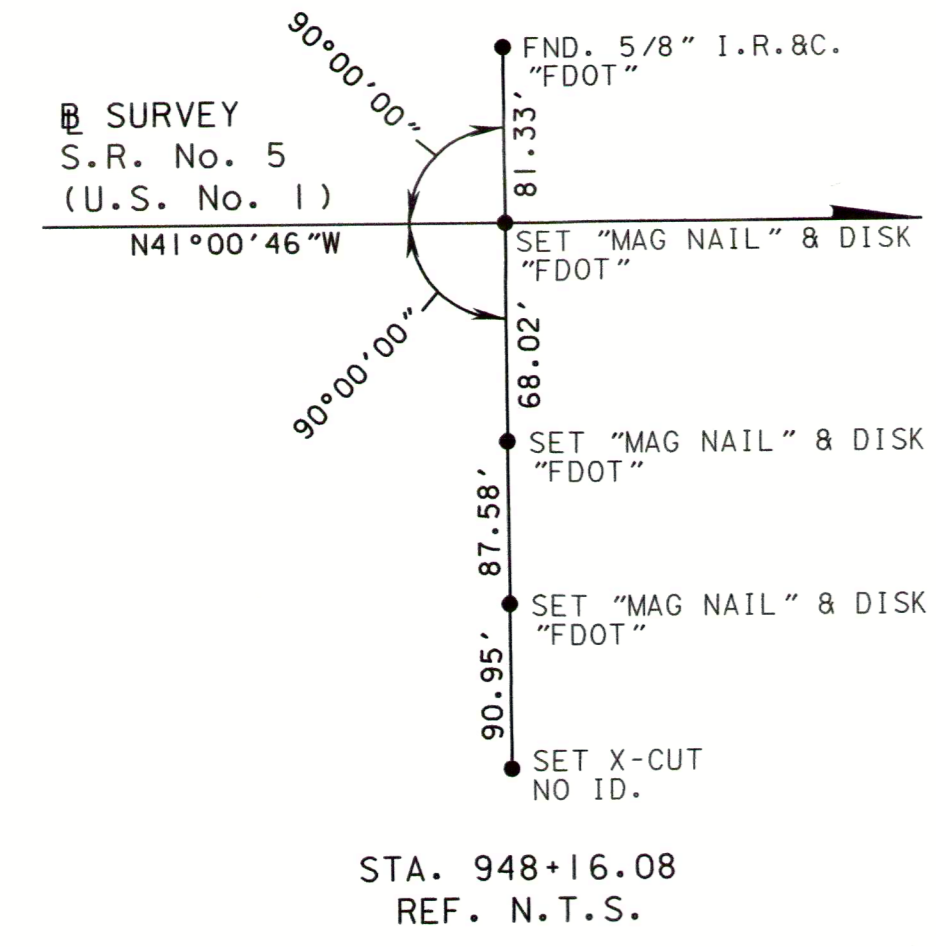 90°00'00"
FND. 5/8" I.R.&C.
"FDOT"
81.33'
BL SURVEY
S.R. No. 5
(U.S. No. 1)
N41°00'46"W
SET "MAG NAIL" & DISK
"FDOT"
90°00'00"
68.02'
SET "MAG NAIL" & DISK
"FDOT"
87.58'
SET "MAG NAIL" & DISK
"FDOT"
90.95'
SET X-CUT
NO ID.
STA. 948+16.08
REF. N.T.S.